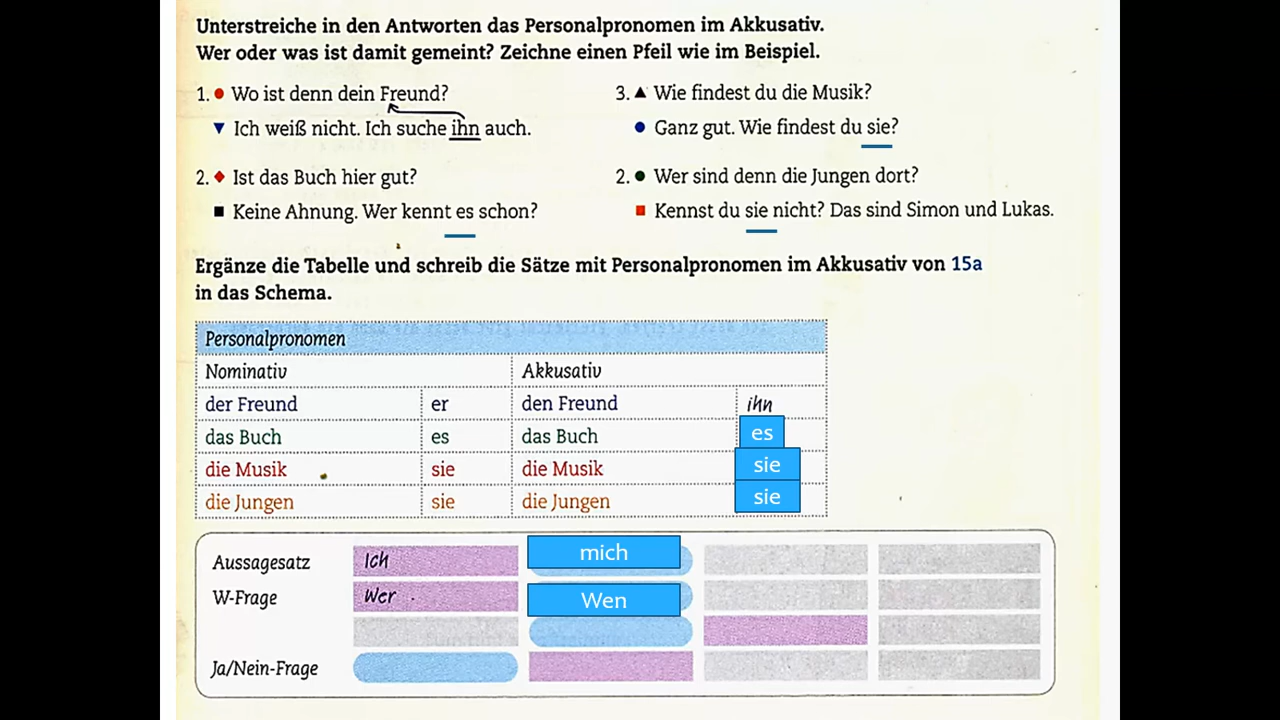 Unterstreiche in den Antworten das Personalpronomen im Akkusativ.
Wer oder was ist damit gemeint? Zeichne einen Pfeil wie im Beispiel.
1. ● Wo ist denn dein Freund?
▼ Ich weiß nicht. Ich suche ihn auch.
2. ◆ Ist das Buch hier gut?
■ Keine Ahnung. Wer kennt es schon?
3. ▲ Wie findest du die Musik?
● Ganz gut. Wie findest du sie?
2. ● Wer sind denn die Jungen dort?
■ Kennst du sie nicht? Das sind Simon und Lukas.
Ergänze die Tabelle und schreib die Sätze mit Personalpronomen im Akkusativ von 15a
in das Schema.
Personalpronomen
Nominativ Akkusativ
der Freund er den Freund ihn
das Buch es das Buch es
die Musik sie die Musik sie
die Jungen sie die Jungen sie
Aussagesatz Ich mich
W-Frage Wer Wen
Ja/Nein-Frage